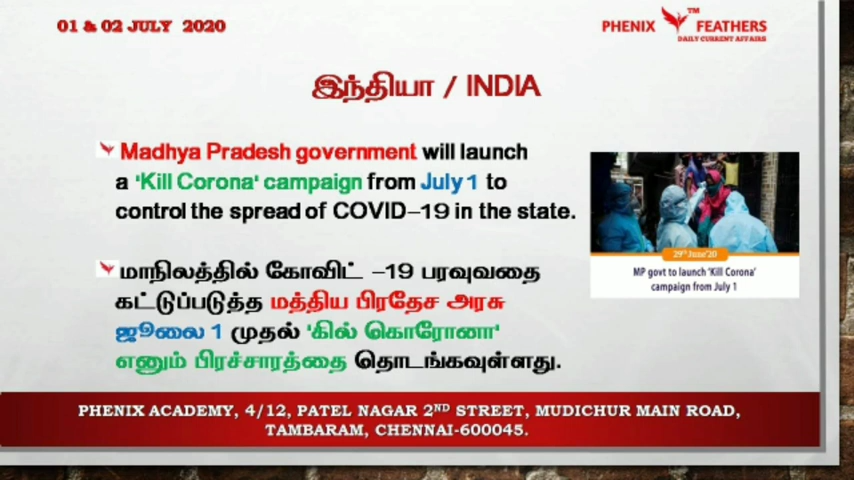 01 & 02 JULY 2020
PHENIX FEATHERS
TM
DAILY CURRENT AFFAIRS
இந்தியா / INDIA
Madhya Pradesh government will launch
a 'Kill Corona' campaign from July 1 to
control the spread of COVID-19 in the state.
மாநிலத்தில் கோவிட் -19 பரவுவதை
கட்டுப்படுத்த மத்திய பிரதேச அரசு
ஜூலை 1 முதல் 'கில் கொரோனா'
எனும் பிரச்சாரத்தை தொடங்கவுள்ளது.
29th June'20
MP govt to launch 'Kill Corona'
campaign from July 1
PHENIX ACADEMY, 4/12, PATEL NAGAR 2ND STREET, MUDICHUR MAIN ROAD,
TAMBARAM, CHENNAI-600045.